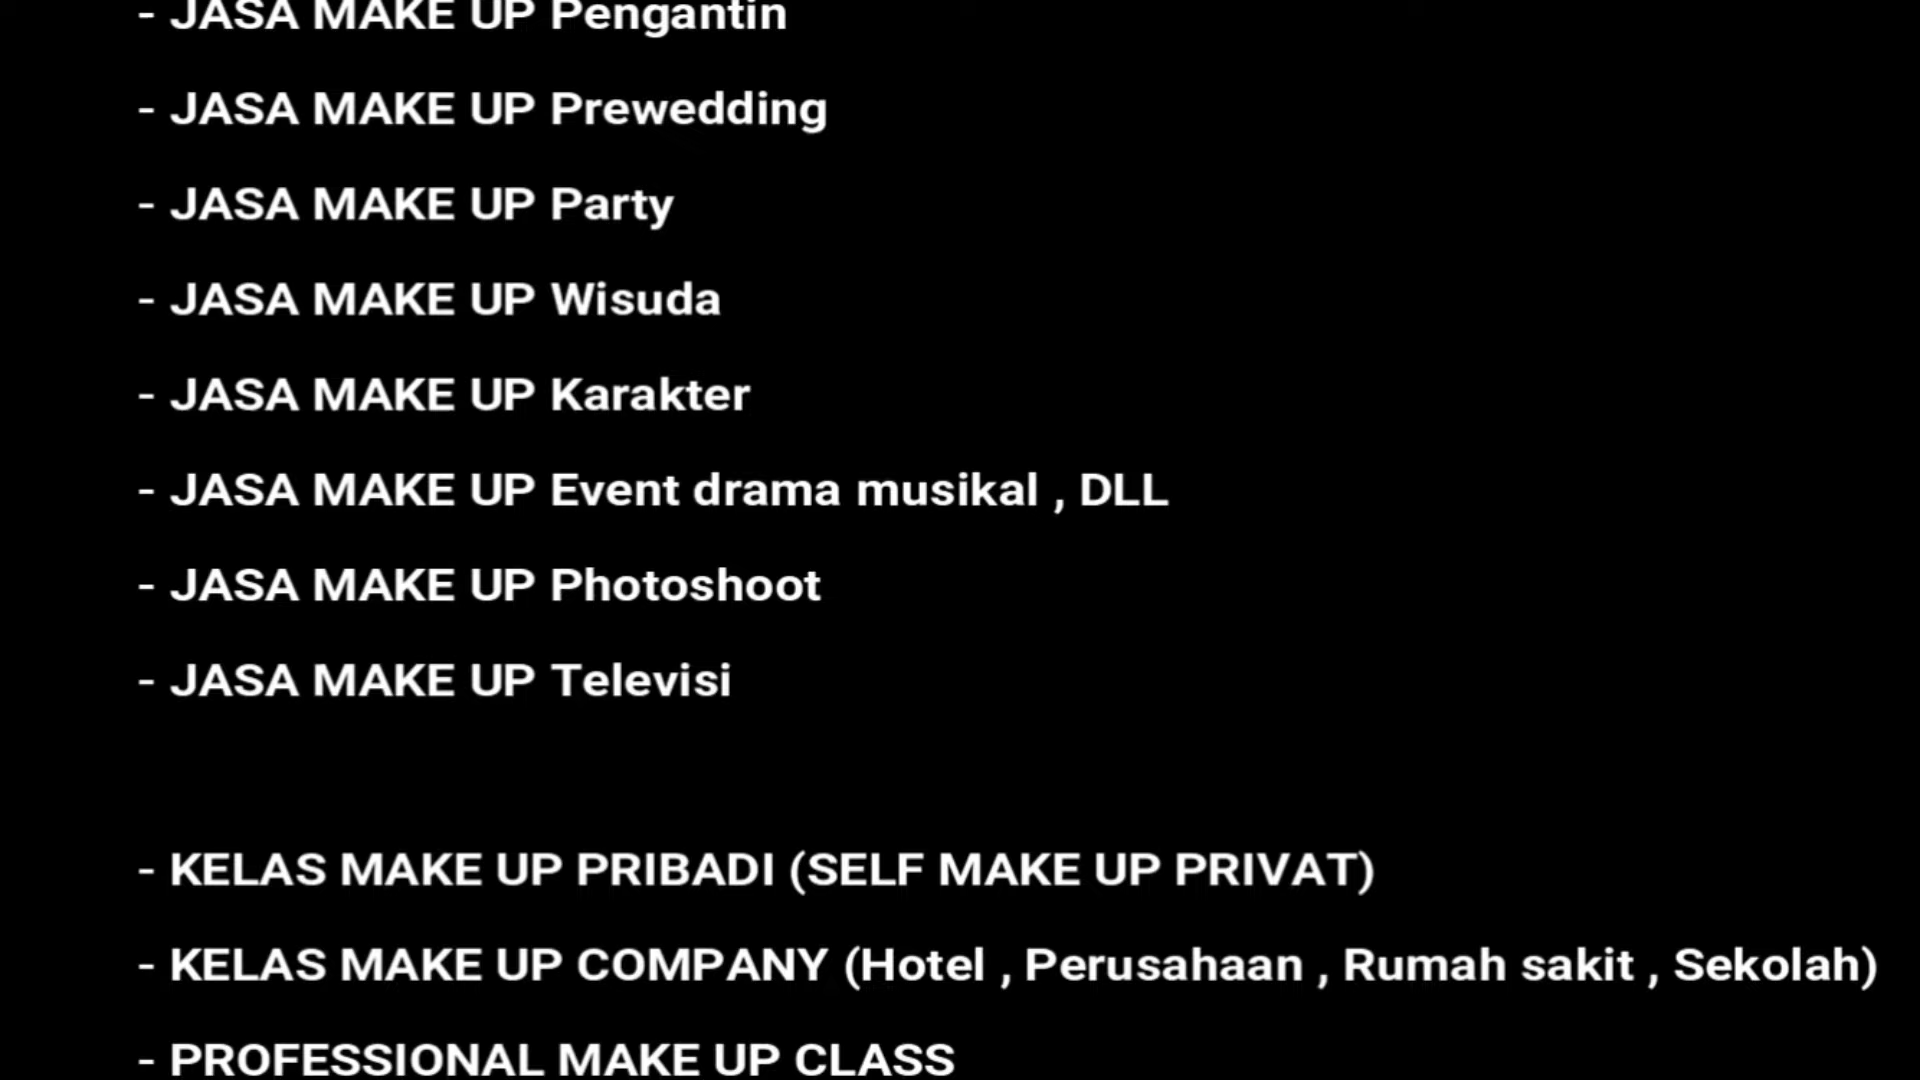 - JASA MAKE UP Pengantin
- JASA MAKE UP Prewedding
- JASA MAKE UP Party
- JASA MAKE UP Wisuda
- JASA MAKE UP Karakter
- JASA MAKE UP Event drama musikal , DLL
- JASA MAKE UP Photoshoot
- JASA MAKE UP Televisi
- KELAS MAKE UP PRIBADI (SELF MAKE UP PRIVAT)
- KELAS MAKE UP COMPANY (Hotel , Perusahaan , Rumah sakit , Sekolah)
- PROFESSIONAL MAKE UP CLASS